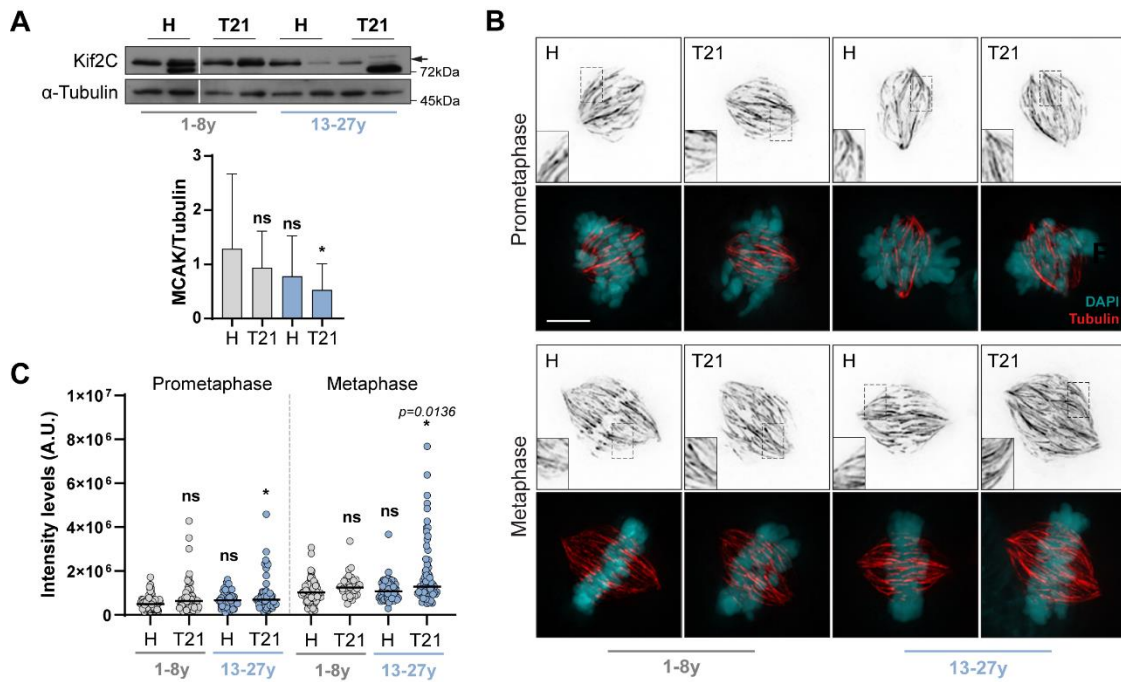 A
H T21 H T21
Kif2C
72kDa
α-Tubulin
45kDa
1-8y 13-27y
3
2
1
0
MCAK/Tubulin
ns ns *
H T21 H T21
B
Prometaphase
H T21 H T21
DAPI
Tubulin
Metaphase
H T21 H T21
1-8y 13-27y
C
Prometaphase Metaphase
Intensity levels (A.U.)
1×10⁷
8×10⁶
6×10⁶
4×10⁶
2×10⁶
0
p=0.0136
ns ns * ns ns *
H T21 H T21 H T21 H T21
1-8y 13-27y 1-8y 13-27y